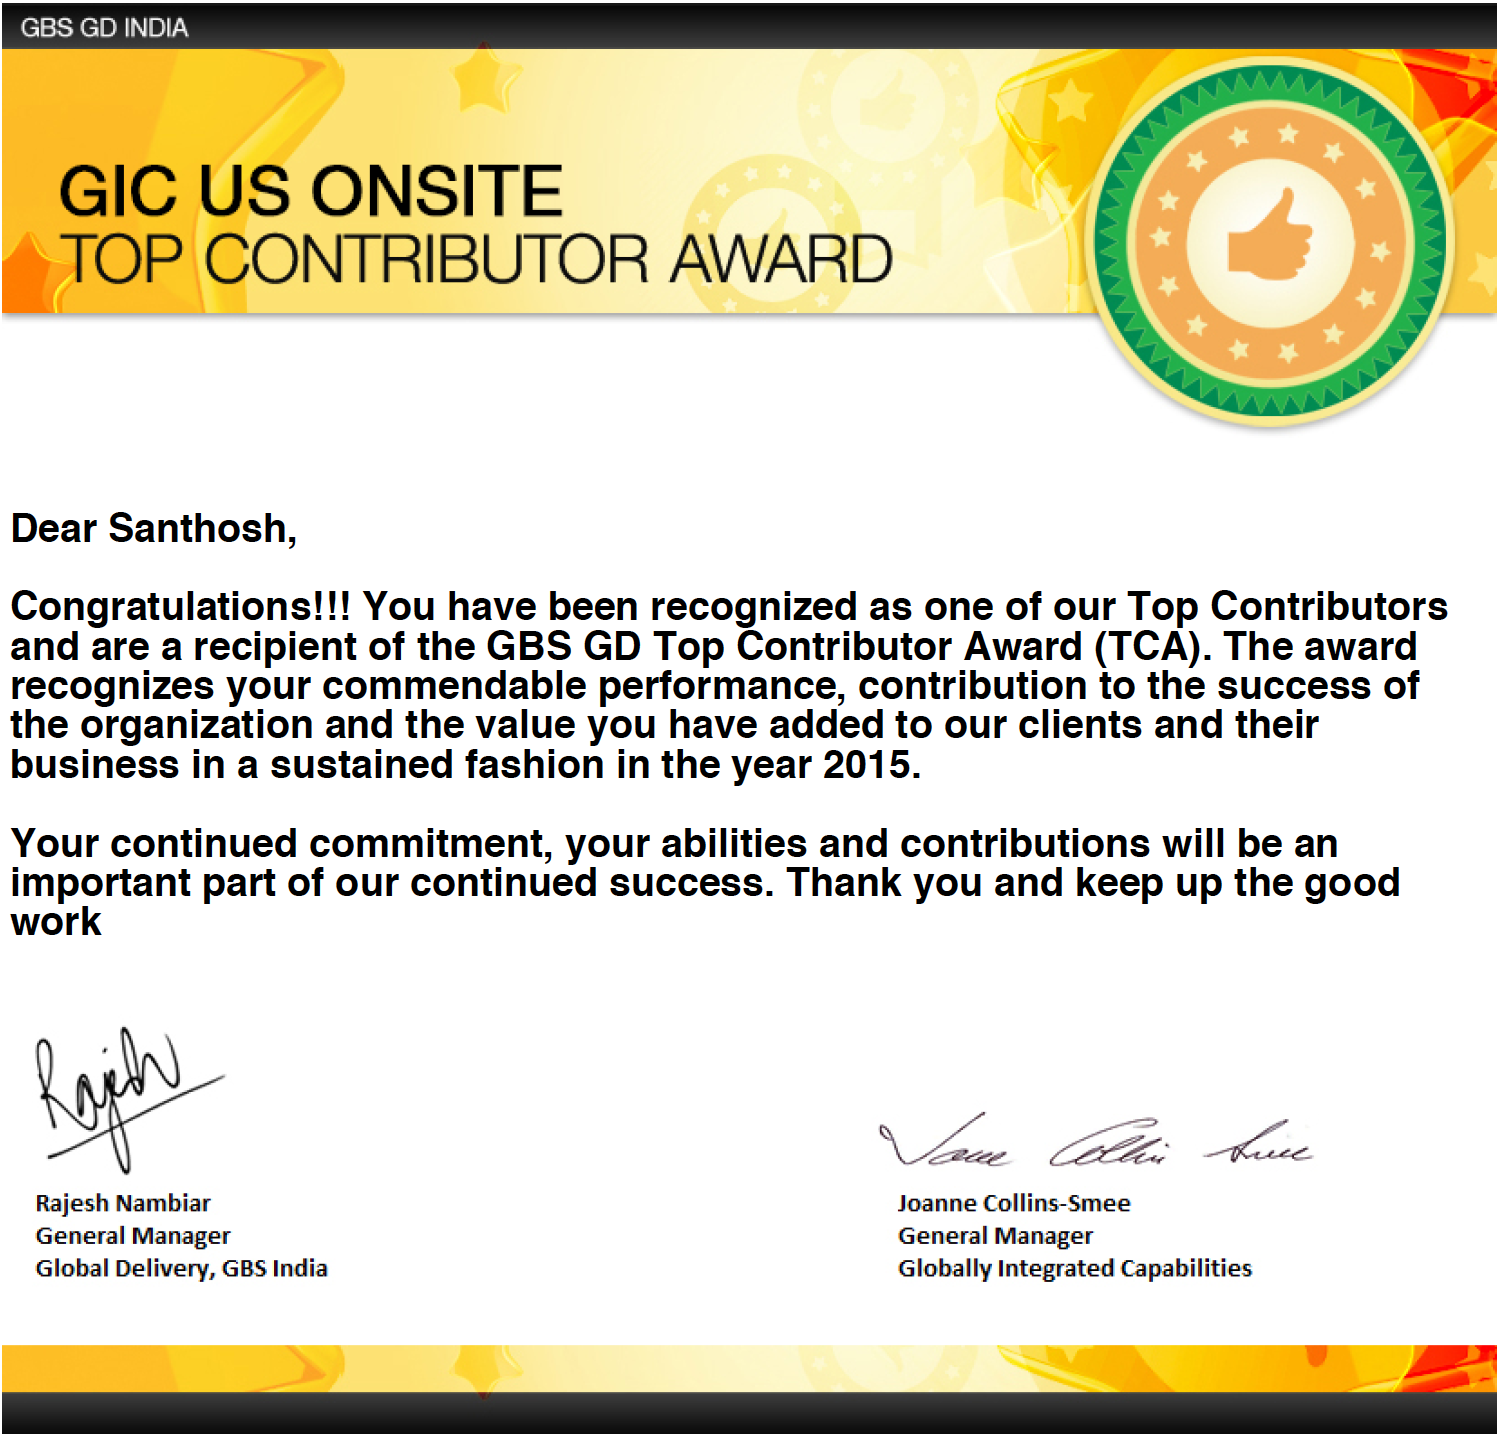 GBS GD INDIA
GIC US ONSITE
TOP CONTRIBUTOR AWARD
Dear Santhosh,
Congratulations!!! You have been recognized as one of our Top Contributors
and are a recipient of the GBS GD Top Contributor Award (TCA). The award
recognizes your commendable performance, contribution to the success of
the organization and the value you have added to our clients and their
business in a sustained fashion in the year 2015.
Your continued commitment, your abilities and contributions will be an
important part of our continued success. Thank you and keep up the good
work
Rajesh
Rajesh Nambiar
General Manager
Global Delivery, GBS India
Joanne Collins-Smee
General Manager
Globally Integrated Capabilities